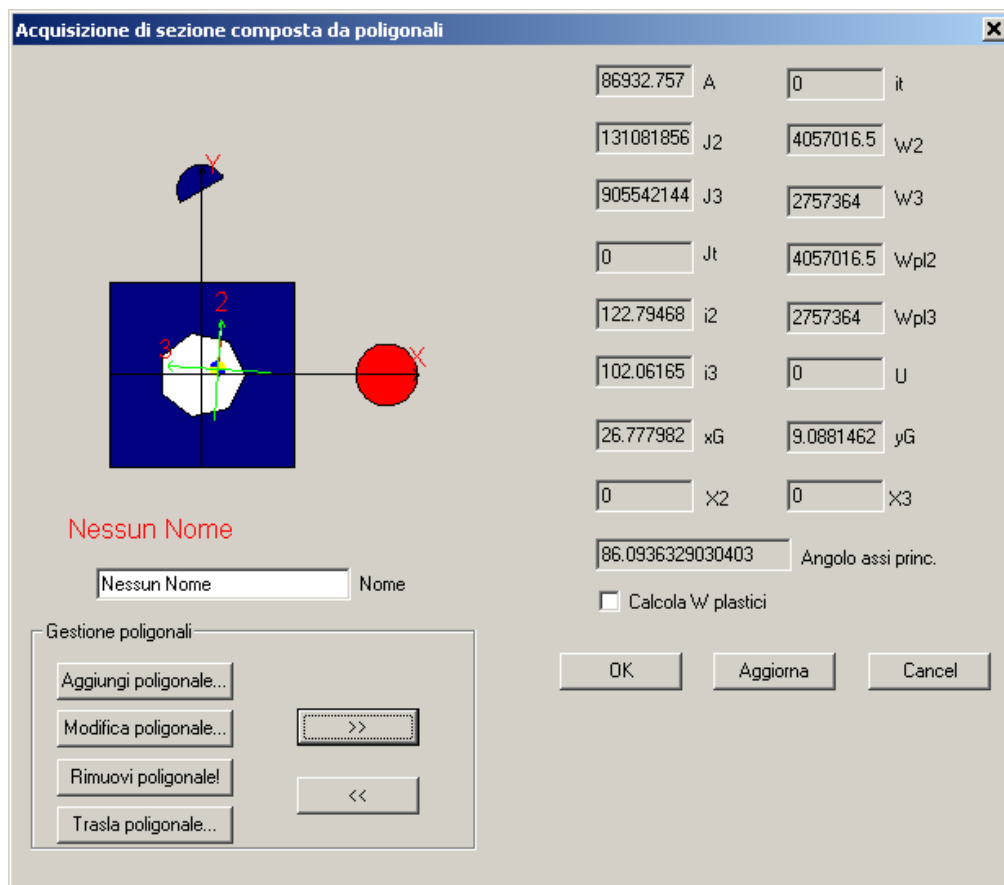 Acquisizione di sezione composta da poligonali
86932.757 A 0 it
131081856 J2 4057016.5 W2
905542144 J3 2757364 W3
0 Jt 4057016.5 Wpl2
122.79468 i2 2757364 Wpl3
102.06165 i3 0 U
26.777982 xG 9.0881462 yG
0 X2 0 X3
86.0936329030403 Angolo assi princ.
Calcola W plastici
Y
2
3
X
Nessun Nome
Nessun Nome Nome
Gestione poligonali
Aggiungi poligonale...
Modifica poligonale...
Rimuovi poligonale!
Trasla poligonale...
>>
<<
OK Aggiorna Cancel